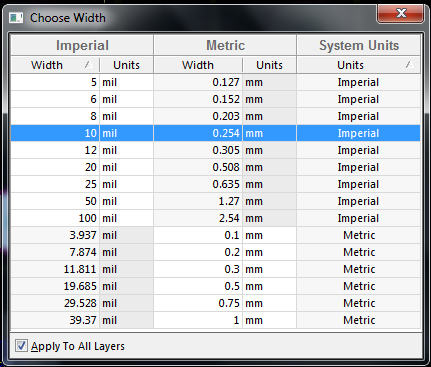 Choose Width
Imperial Metric System Units
Width Units Width Units Units
5 mil 0.127 mm Imperial
6 mil 0.152 mm Imperial
8 mil 0.203 mm Imperial
10 mil 0.254 mm Imperial
12 mil 0.305 mm Imperial
20 mil 0.508 mm Imperial
25 mil 0.635 mm Imperial
50 mil 1.27 mm Imperial
100 mil 2.54 mm Imperial
3.937 mil 0.1 mm Metric
7.874 mil 0.2 mm Metric
11.811 mil 0.3 mm Metric
19.685 mil 0.5 mm Metric
29.528 mil 0.75 mm Metric
39.37 mil 1 mm Metric
Apply To All Layers